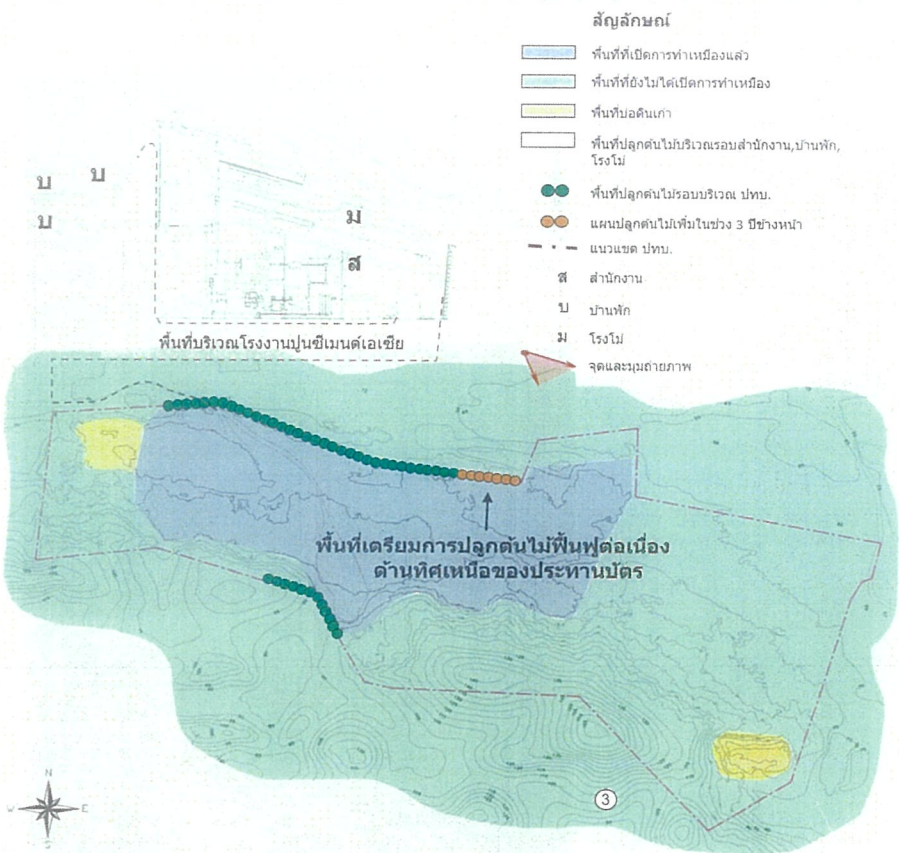 สัญลักษณ์
พื้นที่ที่เปิดการทำเหมืองแล้ว
พื้นที่ที่ยังไม่ได้เปิดการทำเหมือง
พื้นที่บ่อดินเก่า
พื้นที่ปลูกต้นไม้บริเวณรอบสำนักงาน,บ้านพัก,
โรงโม่
พื้นที่ปลูกต้นไม้รอบบริเวณ ปทบ.
แผนปลูกต้นไม้เพิ่มในช่วง 3 ปีข้างหน้า
แนวเขต ปทบ.
ส สำนักงาน
บ บ้านพัก
ม โรงโม่
จุดและมุมถ่ายภาพ
บ บ
บ
ม
ส
พื้นที่บริเวณโรงงานปูนซีเมนต์เอเซีย
พื้นที่เตรียมการปลูกต้นไม้ฟื้นฟูต่อเนื่อง
ด้านทิศเหนือของประทานบัตร
3
N
W E
S